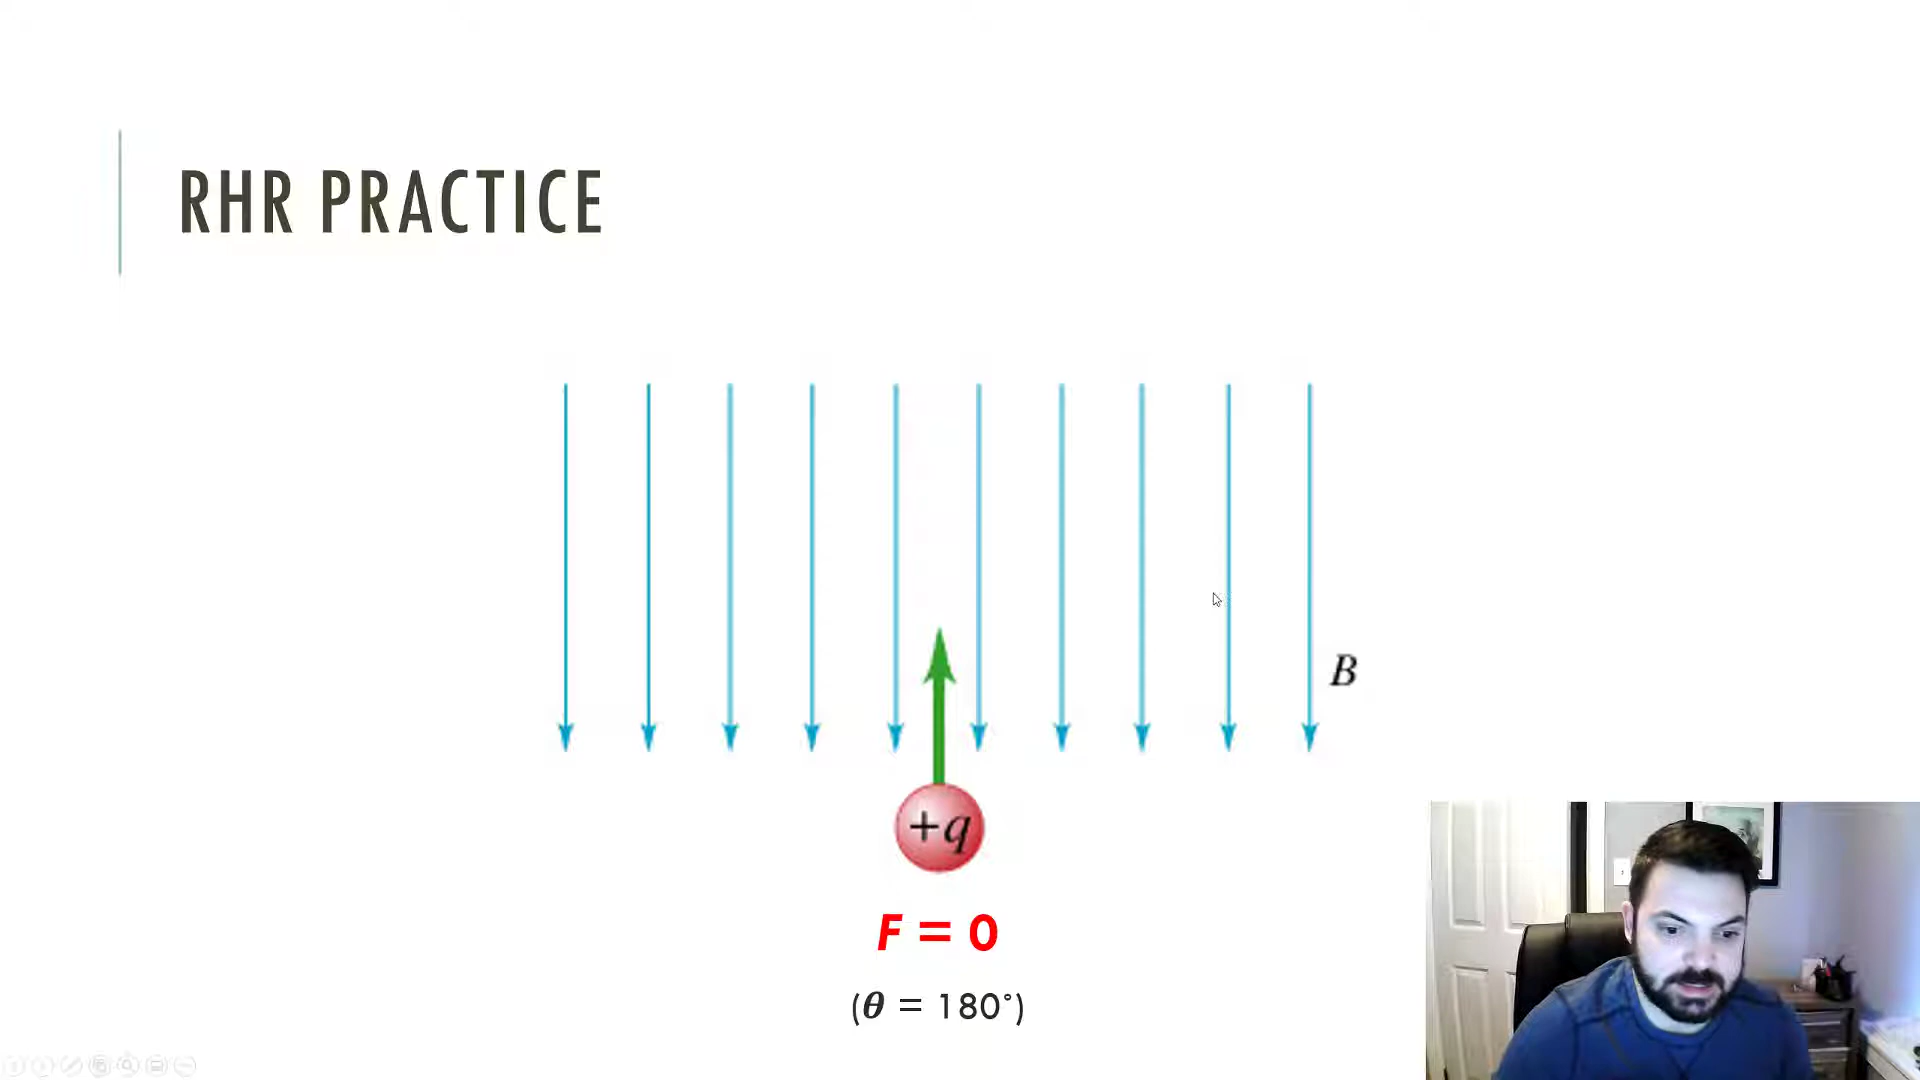 RHR PRACTICE
B
+q
F = 0
(θ = 180°)